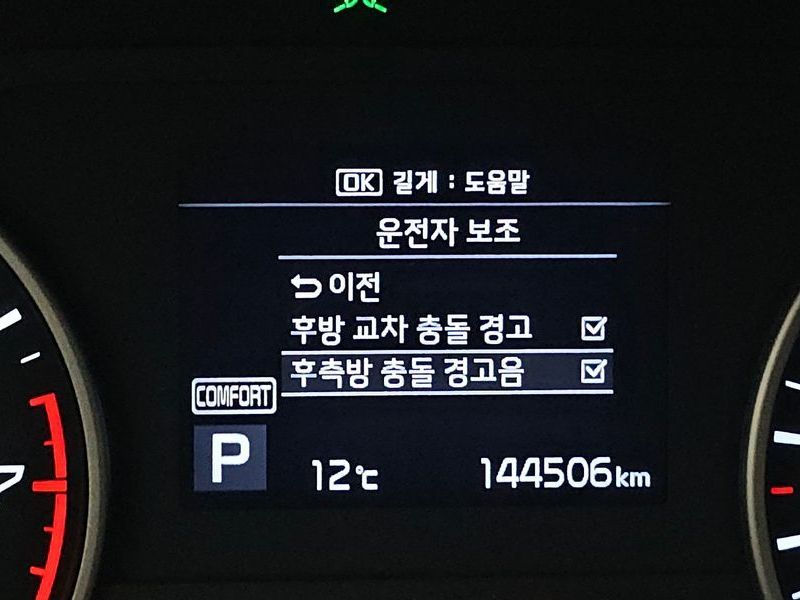 OK 길게 : 도움말
운전자 보조
이전
후방 교차 충돌 경고
후측방 충돌 경고음
COMFORT
P 12℃ 144506km